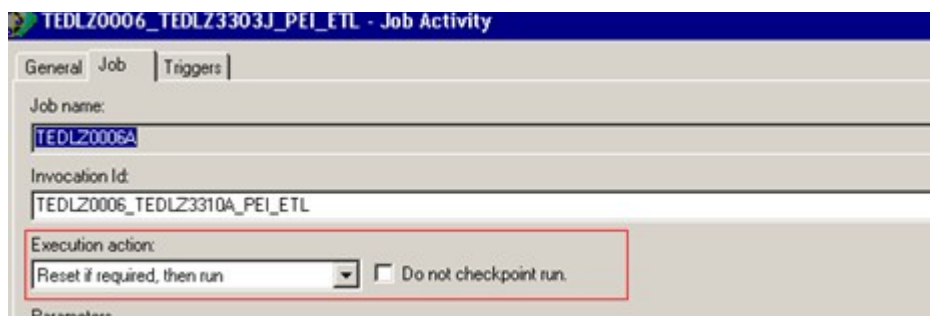 TEDLZ0006_TEDLZ3303J_PEI_ETL - Job Activity
General Job Triggers
Job name:
TEDLZ0006A
Invocation Id:
TEDLZ0006_TEDLZ3310A_PEI_ETL
Execution action:
Reset if required, then run Do not checkpoint run.
Parameters